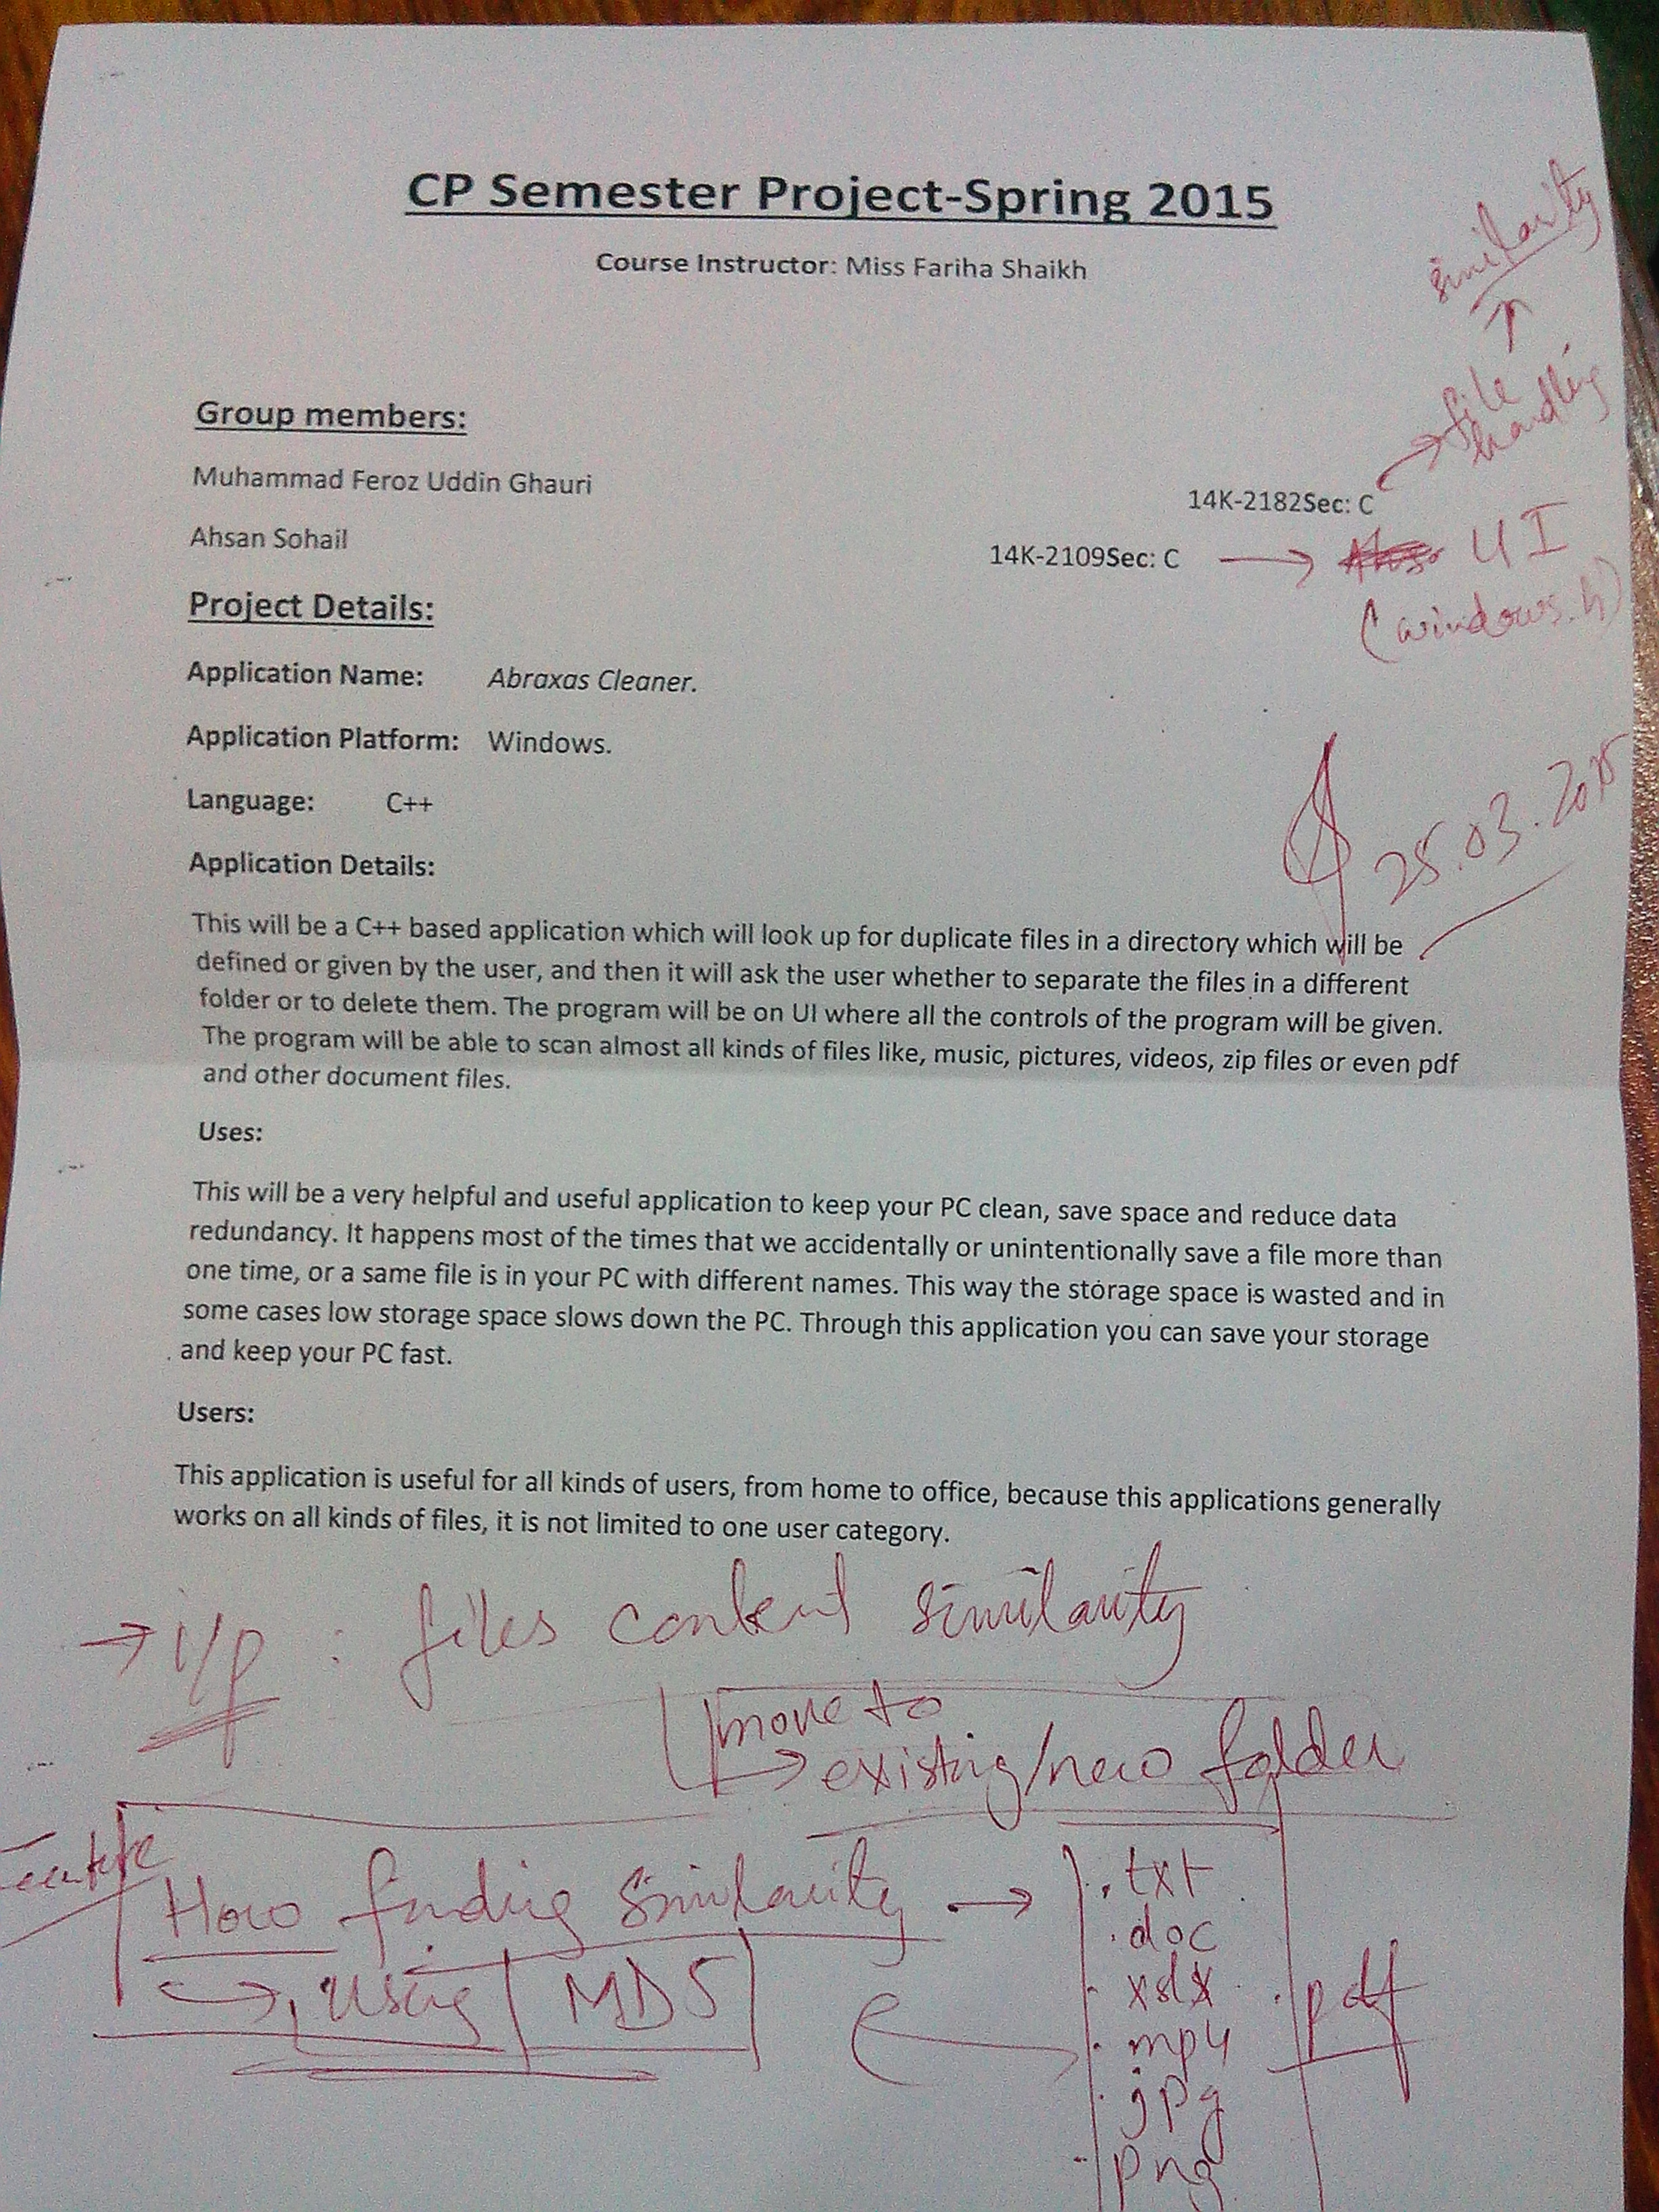 CP Semester Project-Spring 2015
Course Instructor: Miss Fariha Shaikh
similarity
file
handling
Group members:
Muhammad Feroz Uddin Ghauri 14K-2182Sec: C
Ahsan Sohail 14K-2109Sec: C → UI
(windows.h)
Project Details:
Application Name: Abraxas Cleaner.
Application Platform: Windows.
Language: C++
25.03.2015
Application Details:
This will be a C++ based application which will look up for duplicate files in a directory which will be
defined or given by the user, and then it will ask the user whether to separate the files in a different
folder or to delete them. The program will be on UI where all the controls of the program will be given.
The program will be able to scan almost all kinds of files like, music, pictures, videos, zip files or even pdf
and other document files.
Uses:
This will be a very helpful and useful application to keep your PC clean, save space and reduce data
redundancy. It happens most of the times that we accidentally or unintentionally save a file more than
one time, or a same file is in your PC with different names. This way the storage space is wasted and in
some cases low storage space slows down the PC. Through this application you can save your storage
and keep your PC fast.
Users:
This application is useful for all kinds of users, from home to office, because this applications generally
works on all kinds of files, it is not limited to one user category.
→ i/p : files content similarity
move to
→ existing/new folder
How finding similarity →
→ using MD5
.txt
.doc
.xslx
.mp4
.jpg
.png
.pdf